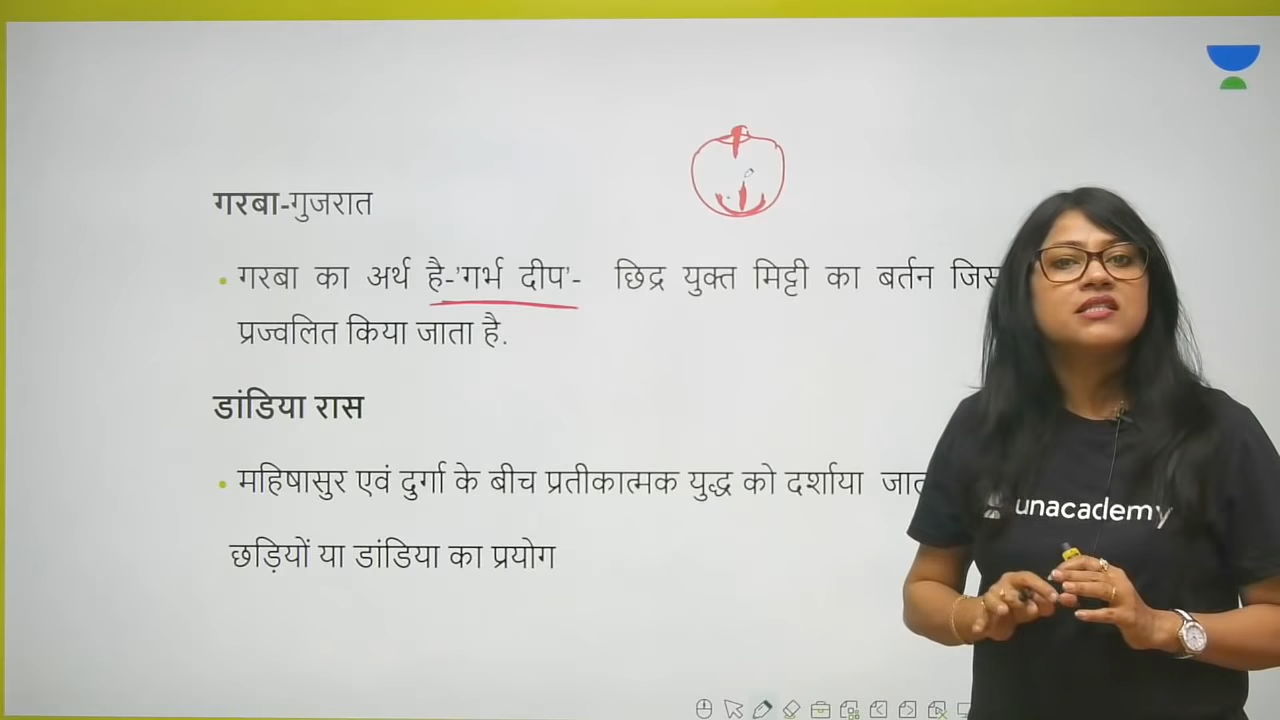 गरबा-गुजरात
• गरबा का अर्थ है-'गर्भ दीप'- छिद्र युक्त मिट्टी का बर्तन
प्रज्वलित किया जाता है.
डांडिया रास
• महिषासुर एवं दुर्गा के बीच प्रतीकात्मक युद्ध को दर्शाया
छड़ियों या डांडिया का प्रयोग
unacademy